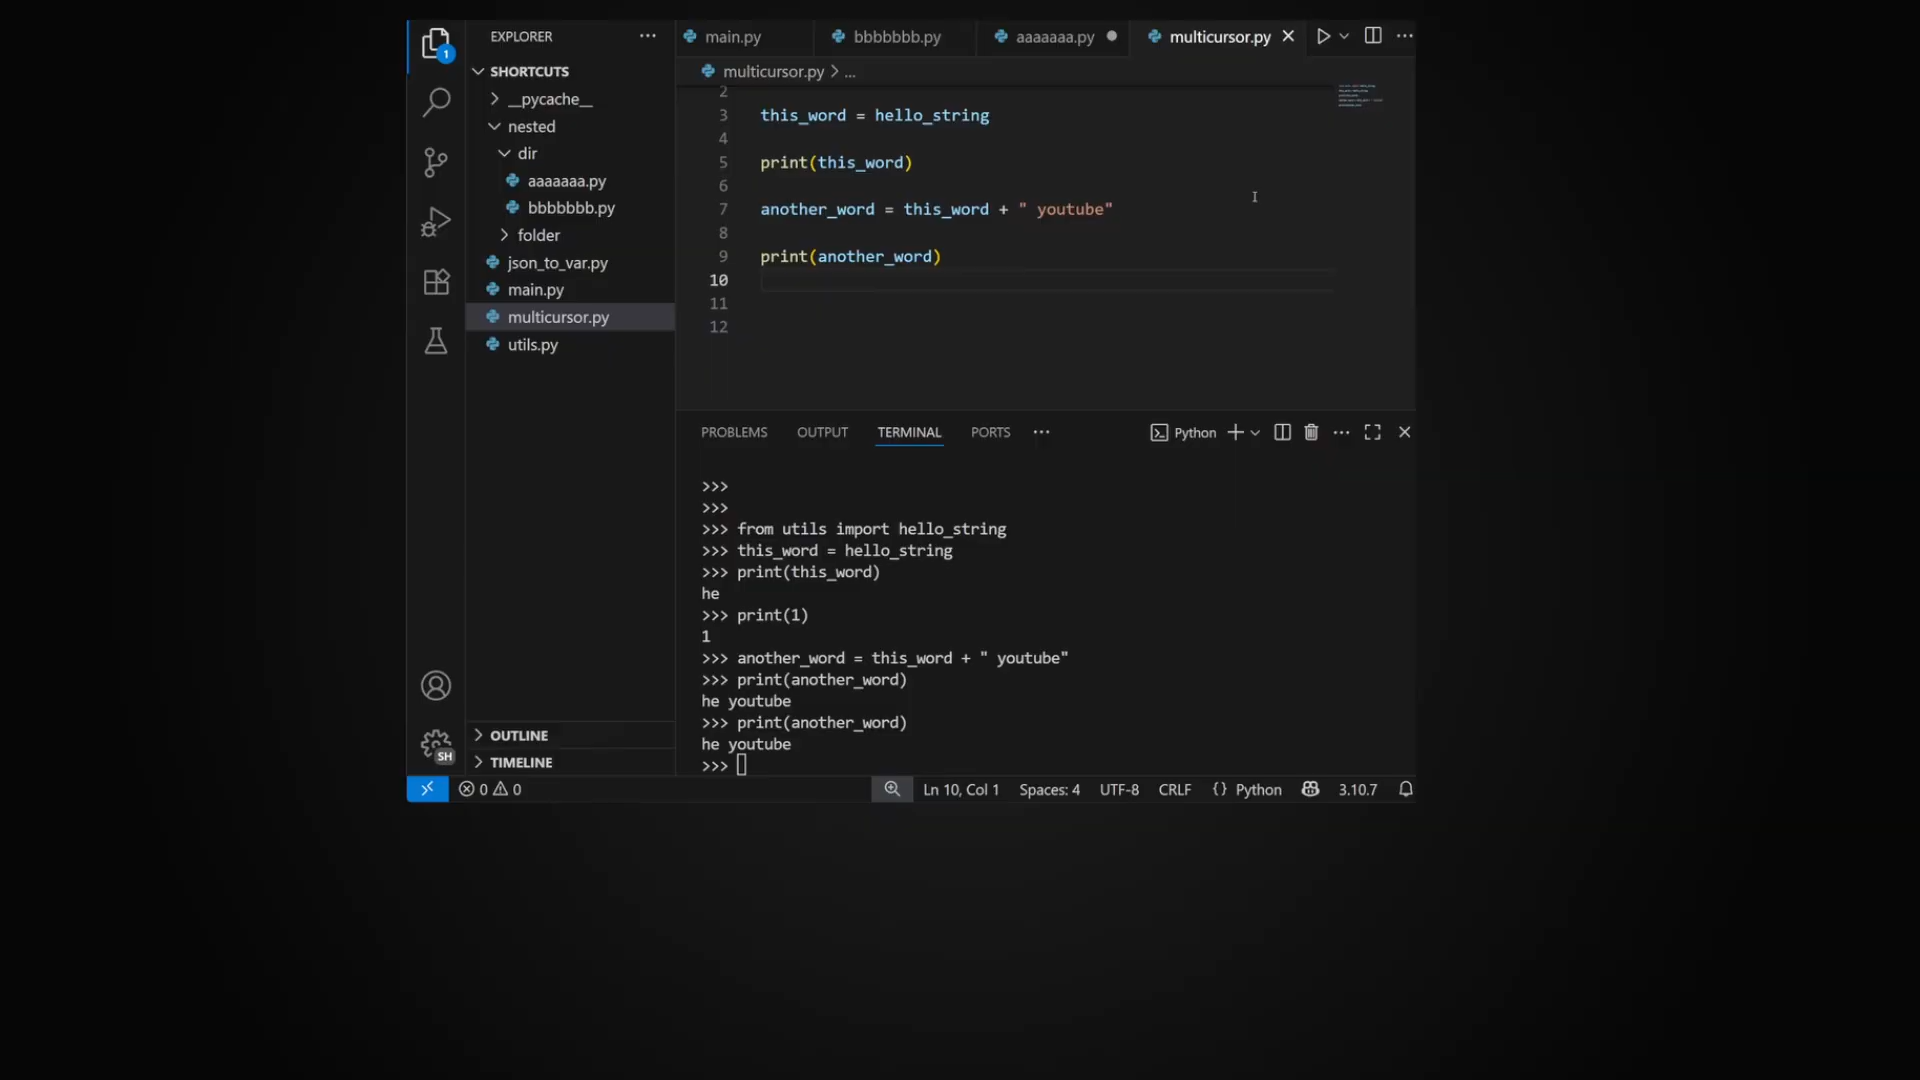 EXPLORER
SHORTCUTS
__pycache__
nested
dir
aaaaaaa.py
bbbbbbb.py
folder
json_to_var.py
main.py
multicursor.py
utils.py
OUTLINE
TIMELINE
1
SH
main.py
bbbbbbb.py
aaaaaaa.py
multicursor.py
multicursor.py > ...
2
3 this_word = hello_string
4
5 print(this_word)
6
7 another_word = this_word + " youtube"
8
9 print(another_word)
10
11
12
PROBLEMS OUTPUT TERMINAL PORTS ···
Python
>>>
>>>
>>> from utils import hello_string
>>> this_word = hello_string
>>> print(this_word)
he
>>> print(1)
1
>>> another_word = this_word + " youtube"
>>> print(another_word)
he youtube
>>> print(another_word)
he youtube
>>>
0 0 Ln 10, Col 1 Spaces: 4 UTF-8 CRLF {} Python 3.10.7